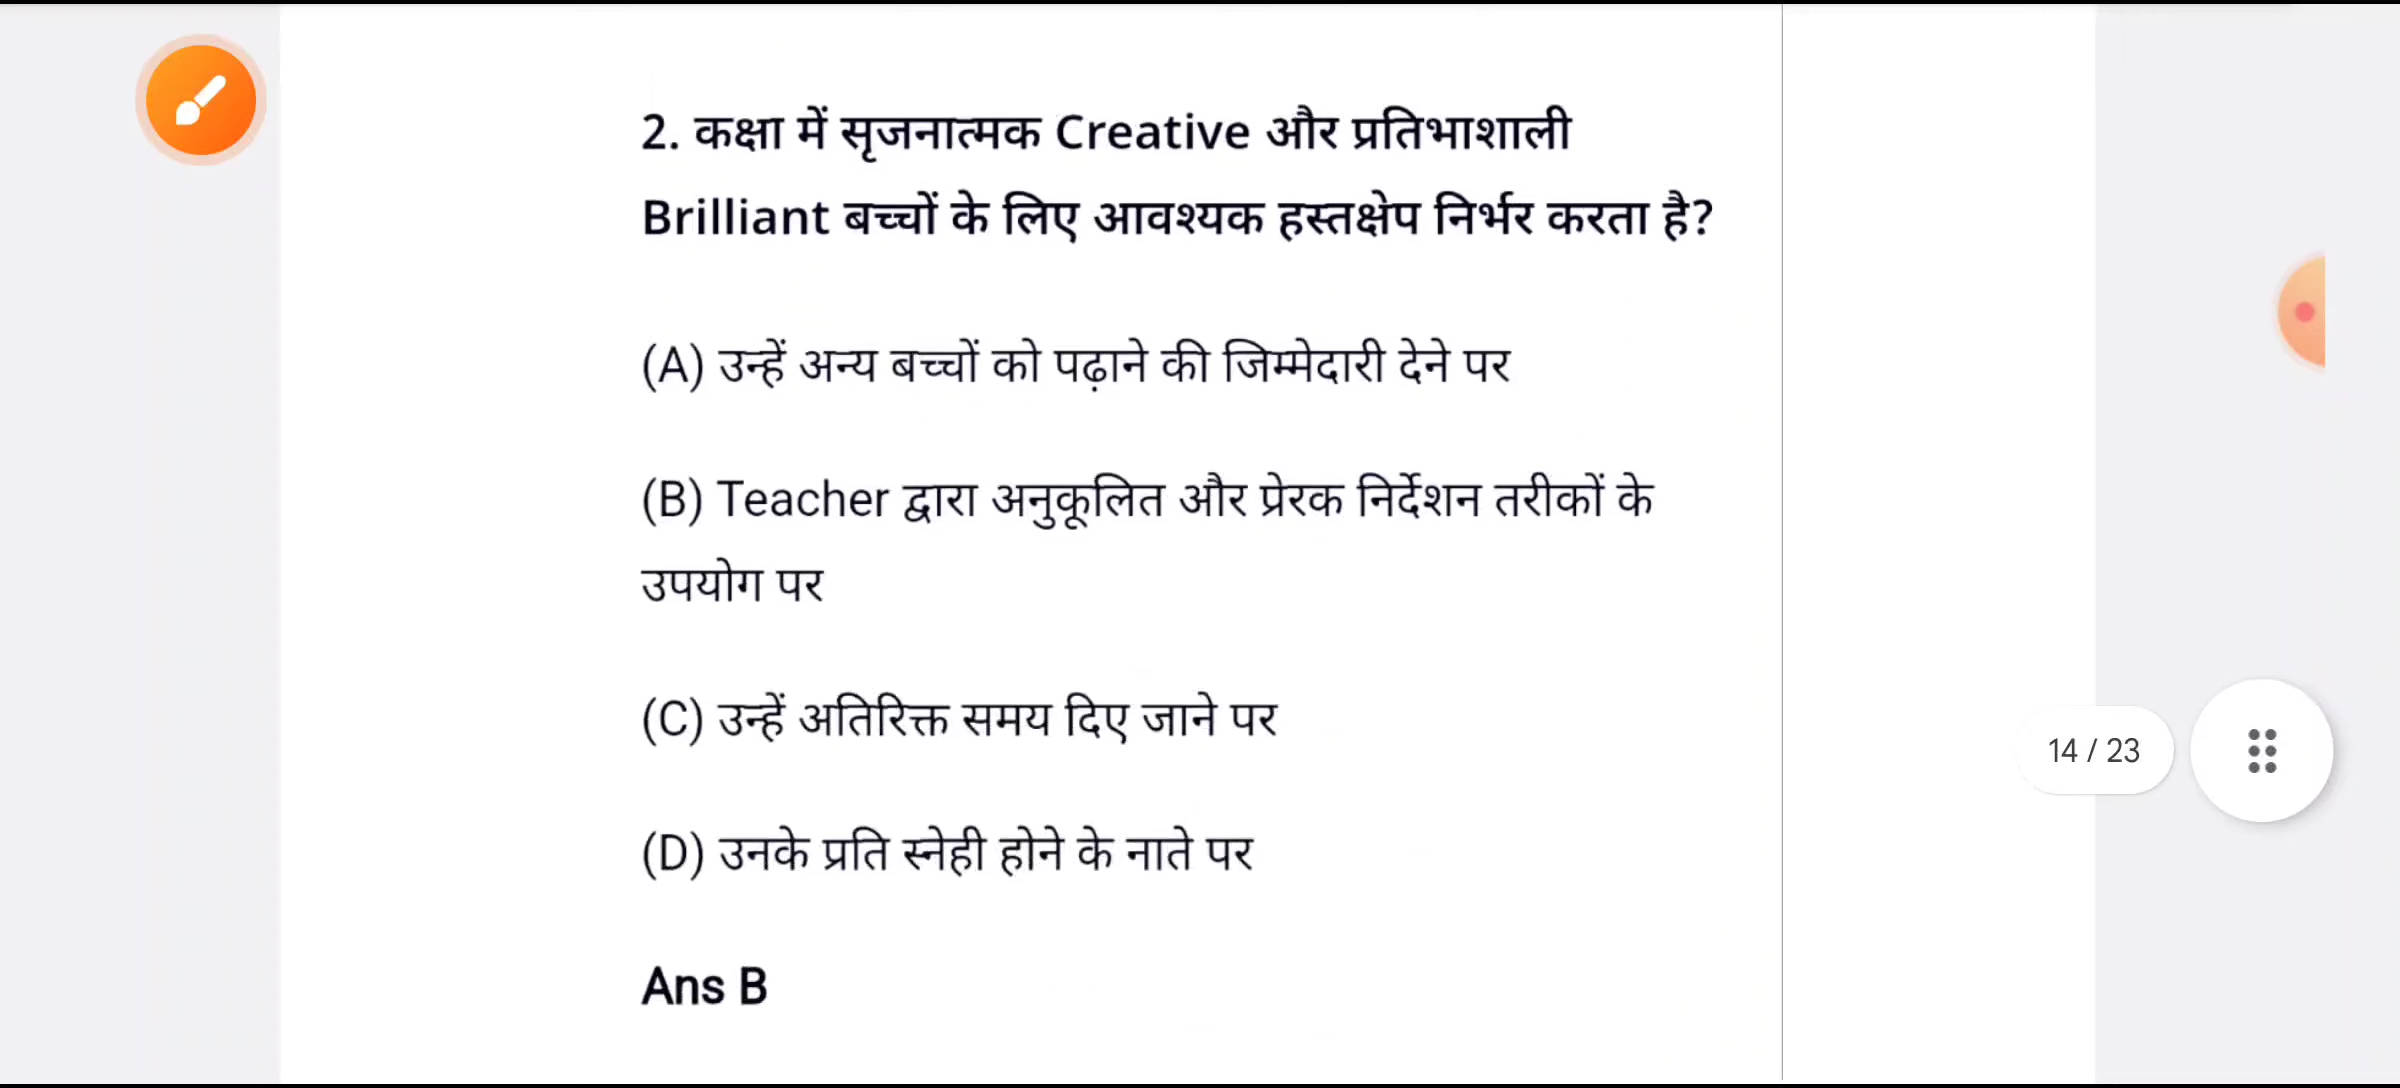 2. कक्षा में सृजनात्मक Creative और प्रतिभाशाली
Brilliant बच्चों के लिए आवश्यक हस्तक्षेप निर्भर करता है?
(A) उन्हें अन्य बच्चों को पढ़ाने की जिम्मेदारी देने पर
(B) Teacher द्वारा अनुकूलित और प्रेरक निर्देशन तरीकों के
उपयोग पर
(C) उन्हें अतिरिक्त समय दिए जाने पर
14 / 23
(D) उनके प्रति स्नेही होने के नाते पर
Ans B